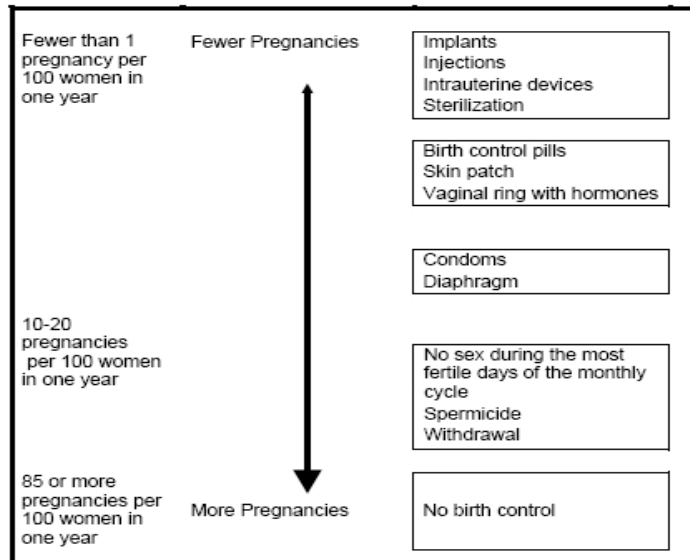 Fewer than 1
pregnancy per
100 women in
one year
Fewer Pregnancies
Implants
Injections
Intrauterine devices
Sterilization
Birth control pills
Skin patch
Vaginal ring with hormones
Condoms
Diaphragm
10-20
pregnancies
per 100 women
in one year
No sex during the most
fertile days of the monthly
cycle
Spermicide
Withdrawal
85 or more
pregnancies per
100 women in
one year
More Pregnancies
No birth control